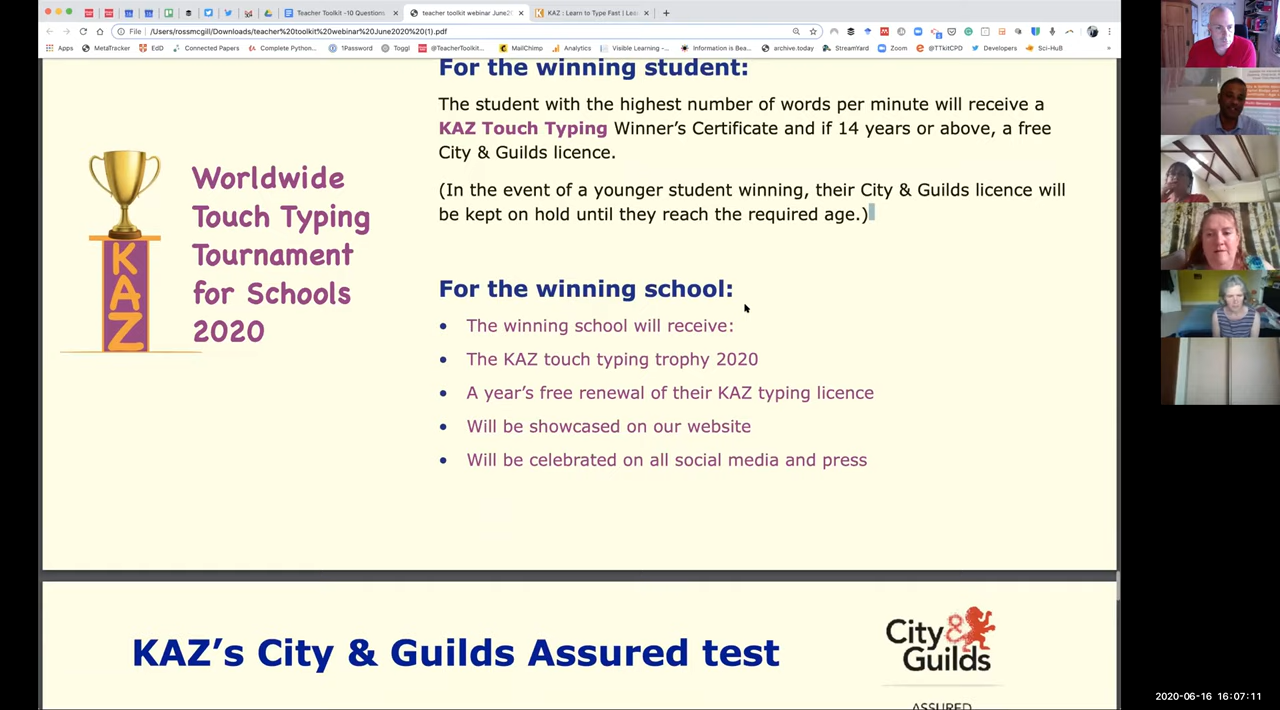 Teacher Toolkit -10 Questions
teacher toolkit webinar June20
KAZ : Learn to Type Fast | Lea
File
/Users/rossmcgill/Downloads/teacher%20toolkit%20webinar%20June2020%20(1).pdf
Apps
MetaTracker
EdD
Connected Papers
Complete Python...
1Password
Toggl
@TeacherToolkit...
MailChimp
Analytics
Visible Learning -...
Information is Bea...
archive.today
StreamYard
Zoom
@TTkitCPD
Developers
Sci-Hub
For the winning student:
The student with the highest number of words per minute will receive a
KAZ Touch Typing Winner's Certificate and if 14 years or above, a free
City & Guilds licence.
(In the event of a younger student winning, their City & Guilds licence will
be kept on hold until they reach the required age.)
KAZ
Worldwide
Touch Typing
Tournament
for Schools
2020
For the winning school:
• The winning school will receive:
• The KAZ touch typing trophy 2020
• A year's free renewal of their KAZ typing licence
• Will be showcased on our website
• Will be celebrated on all social media and press
KAZ's City & Guilds Assured test
City &
Guilds
ASSURED
2020-06-16 16:07:11